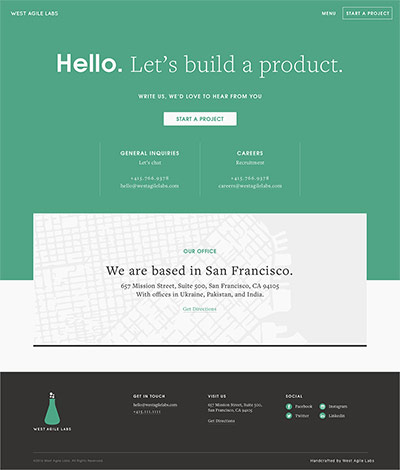 WEST AGILE LABS
MENU
START A PROJECT
Hello. Let's build a product.
WRITE US, WE'D LOVE TO HEAR FROM YOU
START A PROJECT
GENERAL INQUIRIES
Let's chat
+415.766.9378
hello@westagilelabs.com
CAREERS
Recruitment
+415.766.9378
careers@westagilelabs.com
OUR OFFICE
We are based in San Francisco.
657 Mission Street, Suite 500, San Francisco, CA 94105
With offices in Ukraine, Pakistan, and India.
Get Directions
WEST AGILE LABS
GET IN TOUCH
hello@westagilelabs.com
VISIT US
657 Mission Street, Suite 500,
San Francisco, CA 94105
Get Directions
SOCIAL
Facebook
Instagram
Twitter
LinkedIn
West Agile Labs. All Rights Reserved.
Handcrafted by West Agile Labs